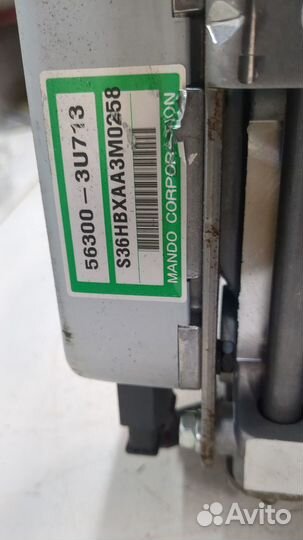 56300 - 3U713
S36HBXAA3M0258
MANDO CORPORATION
Avito